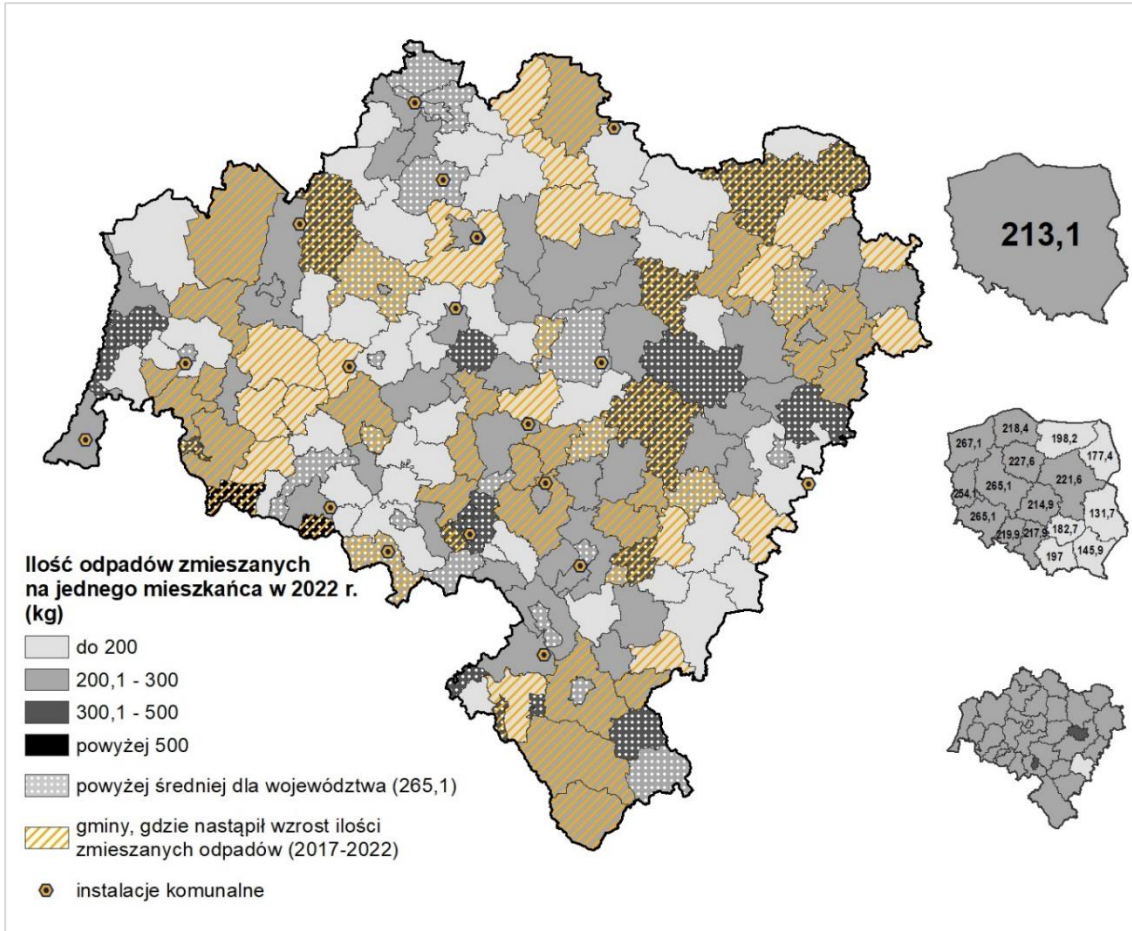 213,1
267,1
218,4
198,2
177,4
227,6
221,6
254,1
265,1
214,9
131,7
265,1
219,9
217,9
182,7
197
145,9
Ilość odpadów zmieszanych
na jednego mieszkańca w 2022 r.
(kg)
do 200
200,1 - 300
300,1 - 500
powyżej 500
powyżej średniej dla województwa (265,1)
gminy, gdzie nastąpił wzrost ilości
zmieszanych odpadów (2017-2022)
instalacje komunalne